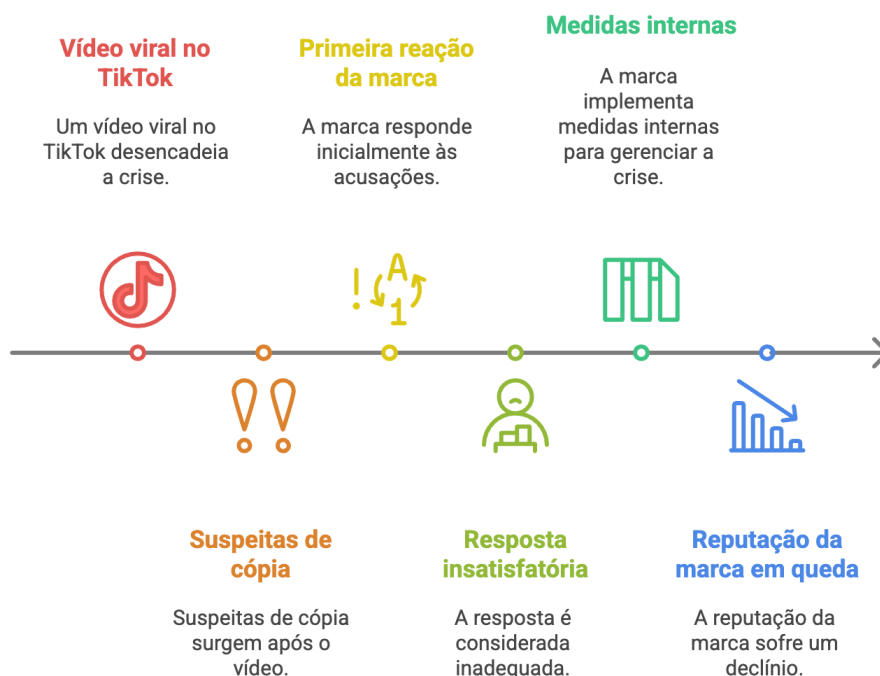 Vídeo viral no
TikTok
Um vídeo viral no
TikTok desencadeia
a crise.
Suspeitas de
cópia
Suspeitas de cópia
surgem após o
vídeo.
Primeira reação
da marca
A marca responde
inicialmente às
acusações.
! A
1
Resposta
insatisfatória
A resposta é
considerada
inadequada.
Medidas internas
A marca
implementa
medidas internas
para gerenciar a
crise.
Reputação da
marca em queda
A reputação da
marca sofre um
declínio.